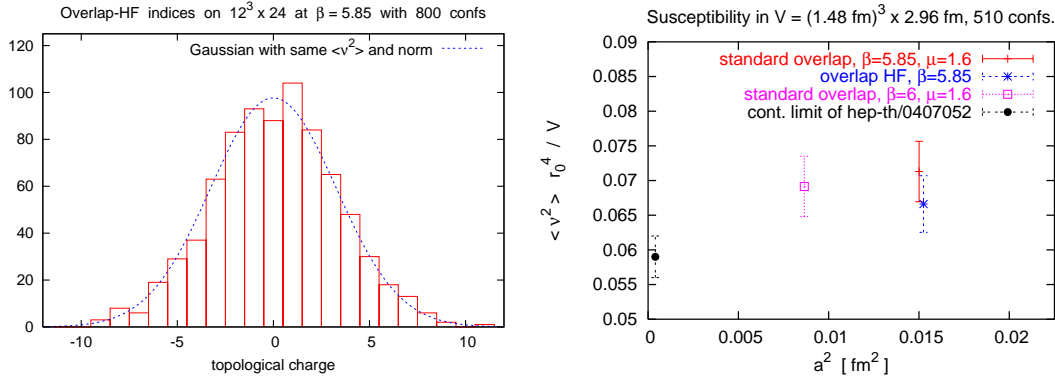 Overlap-HF indices on 12³ x 24 at β = 5.85 with 800 confs
Gaussian with same <ν²> and norm
120
100
80
60
40
20
0
-10
-5
0
5
10
topological charge
Susceptibility in V = (1.48 fm)³ x 2.96 fm, 510 confs.
standard overlap, β=5.85, μ=1.6
overlap HF, β=5.85
standard overlap, β=6, μ=1.6
cont. limit of hep-th/0407052
< ν² > r₀⁴ / V
0.09
0.085
0.08
0.075
0.07
0.065
0.06
0.055
0.05
0
0.005
0.01
0.015
0.02
a² [ fm² ]